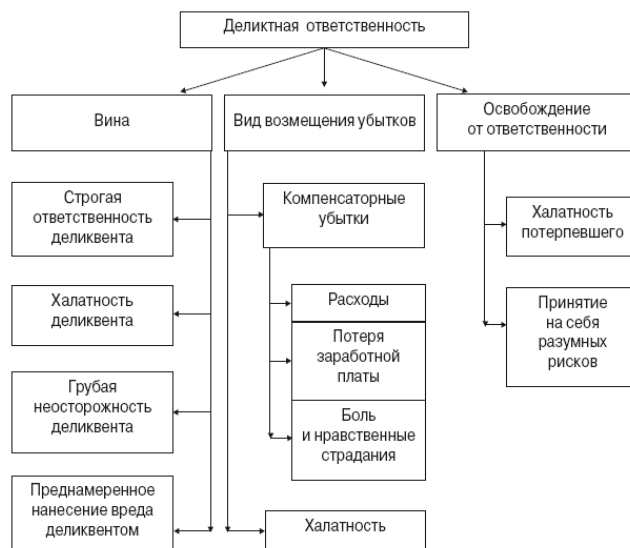 Деликтная ответственность
Вина
Вид возмещения убытков
Освобождение
от ответственности
Строгая
ответственность
деликвента
Халатность
деликвента
Грубая
неосторожность
деликвента
Преднамеренное
нанесение вреда
деликвентом
Компенсаторные
убытки
Расходы
Потеря
заработной
платы
Боль
и нравственные
страдания
Халатность
Халатность
потерпевшего
Принятие
на себя
разумных
рисков